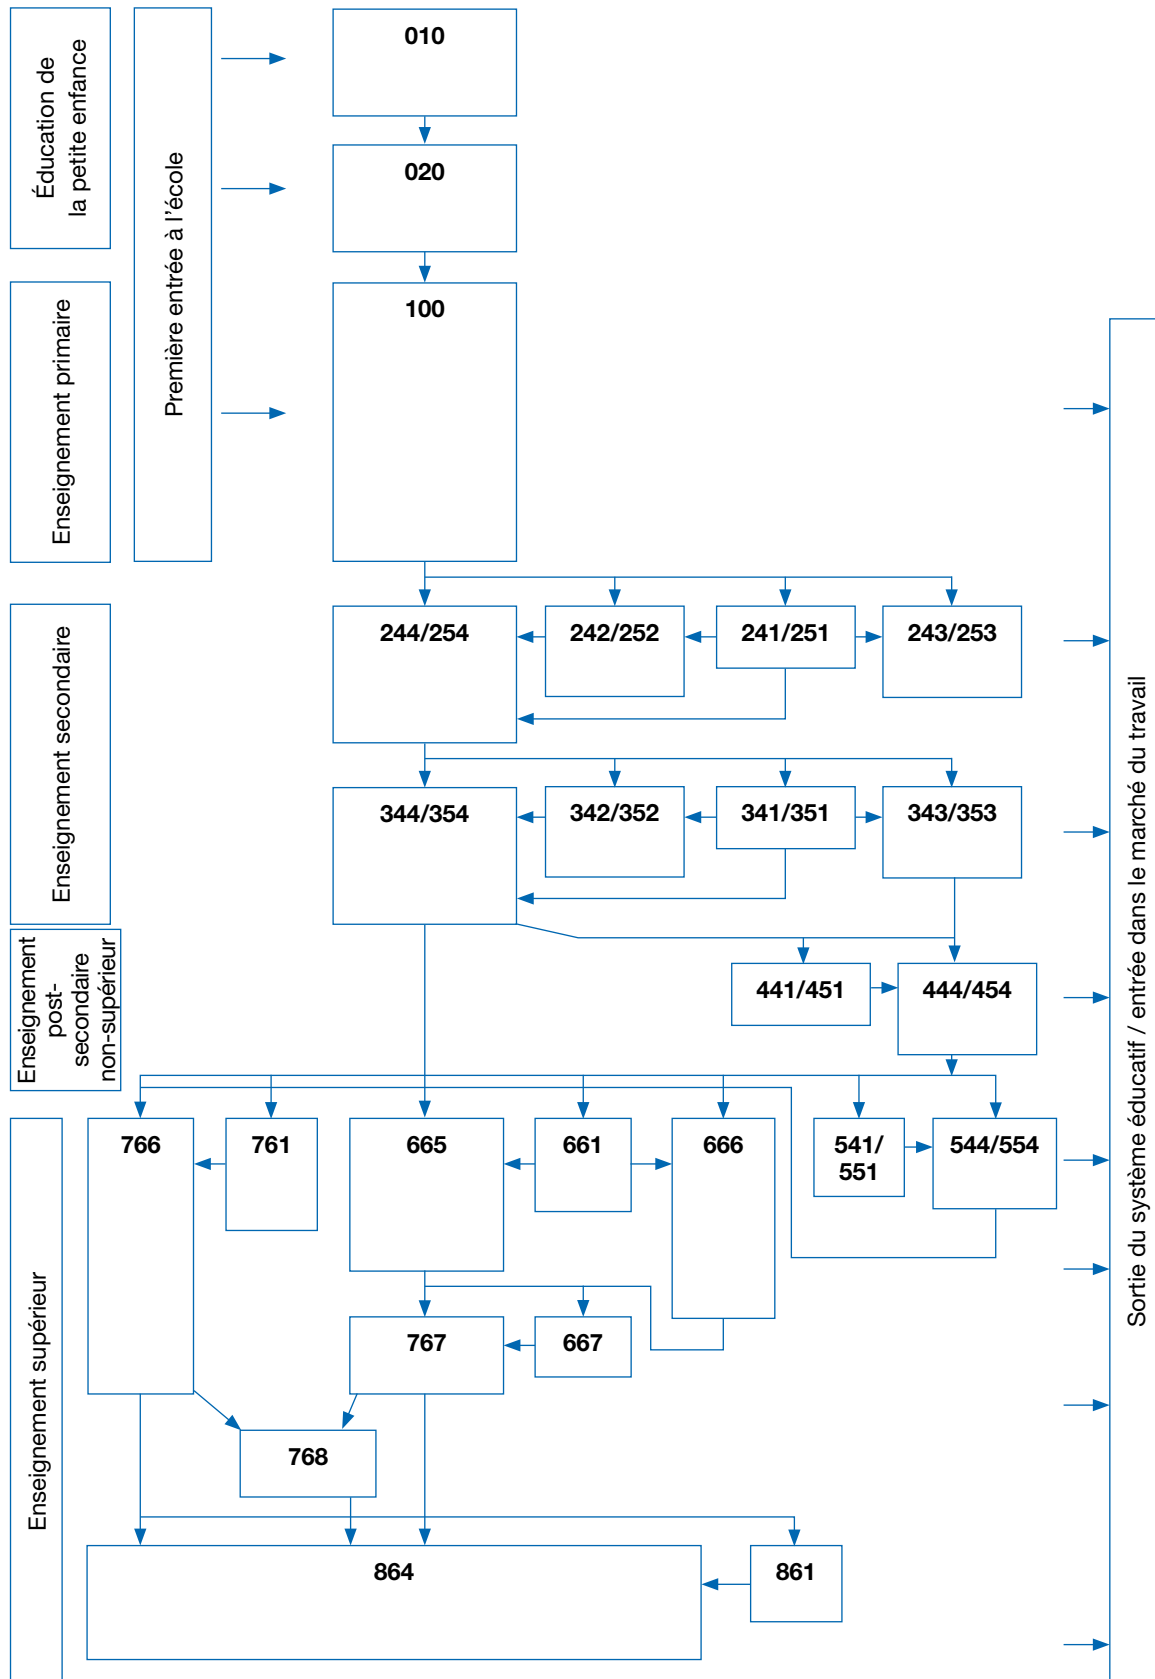 Éducation de
la petite enfance
Première entrée à l'école
010
020
Enseignement primaire
100
Enseignement secondaire
244/254
242/252
241/251
243/253
344/354
342/352
341/351
343/353
Enseignement
post-
secondaire
non-supérieur
441/451
444/454
Enseignement supérieur
766
761
665
661
666
541/
551
544/554
767
667
768
864
861
Sortie du système éducatif / entrée dans le marché du travail